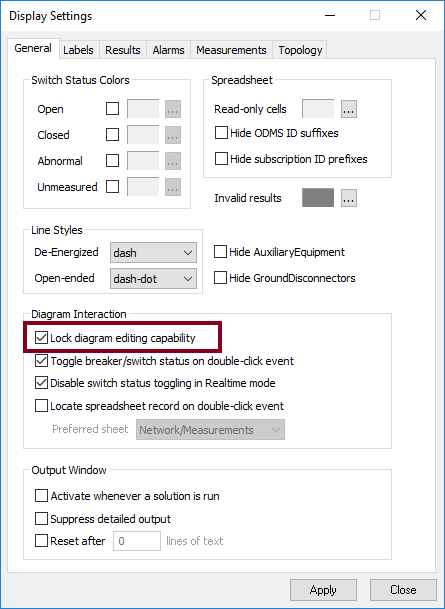 Display Settings
General Labels Results Alarms Measurements Topology
Switch Status Colors
Open ...
Closed ...
Abnormal ...
Unmeasured ...
Spreadsheet
Read-only cells ...
Hide ODMS ID suffixes
Hide subscription ID prefixes
Invalid results ...
Line Styles
De-Energized dash
Open-ended dash-dot
Hide AuxiliaryEquipment
Hide GroundDisconnectors
Diagram Interaction
Lock diagram editing capability
Toggle breaker/switch status on double-click event
Disable switch status toggling in Realtime mode
Locate spreadsheet record on double-click event
Preferred sheet Network/Measurements
Output Window
Activate whenever a solution is run
Suppress detailed output
Reset after 0 lines of text
Apply Close